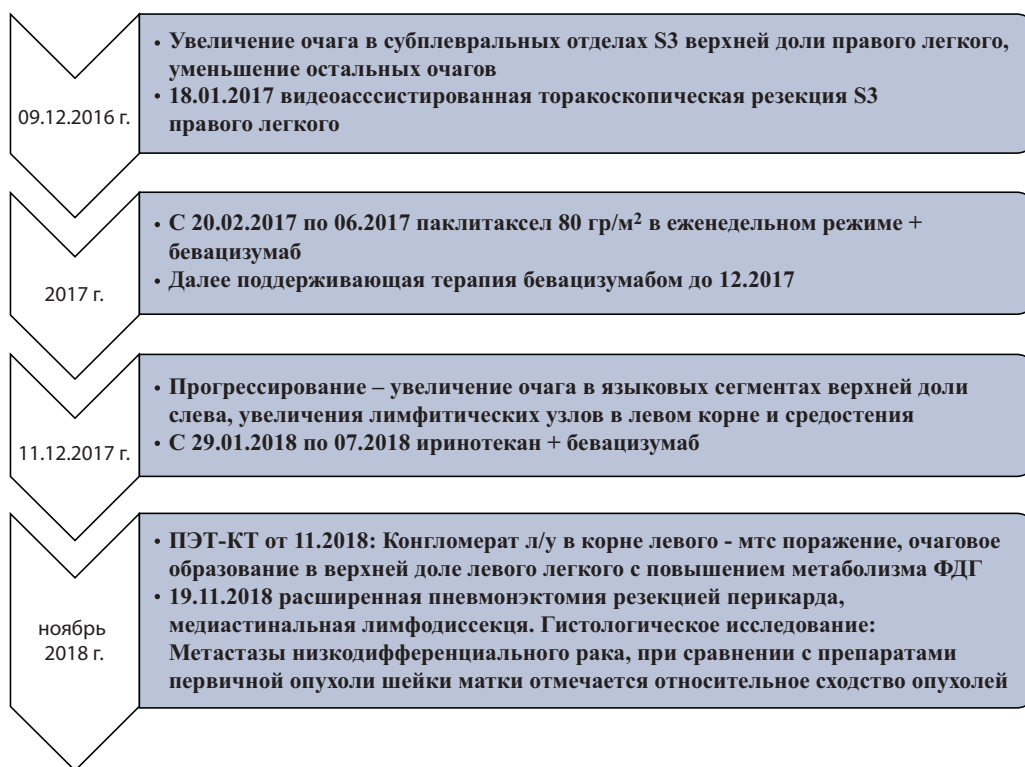 09.12.2016 г.
• Увеличение очага в субплевральных отделах S3 верхней доли правого легкого,
уменьшение остальных очагов
• 18.01.2017 видеоасссистированная торакоскопическая резекция S3
правого легкого
2017 г.
• С 20.02.2017 по 06.2017 паклитаксел 80 гр/м² в еженедельном режиме +
бевацизумаб
• Далее поддерживающая терапия бевацизумабом до 12.2017
11.12.2017 г.
• Прогрессирование – увеличение очага в языковых сегментах верхней доли
слева, увеличения лимфитических узлов в левом корне и средостения
• С 29.01.2018 по 07.2018 иринотекан + бевацизумаб
ноябрь
2018 г.
• ПЭТ-КТ от 11.2018: Конгломерат л/у в корне левого - мтс поражение, очаговое
образование в верхней доле левого легкого с повышением метаболизма ФДГ
• 19.11.2018 расширенная пневмонэктомия резекцией перикарда,
медиастинальная лимфодиссекця. Гистологическое исследование:
Метастазы низкодифференциального рака, при сравнении с препаратами
первичной опухоли шейки матки отмечается относительное сходство опухолей